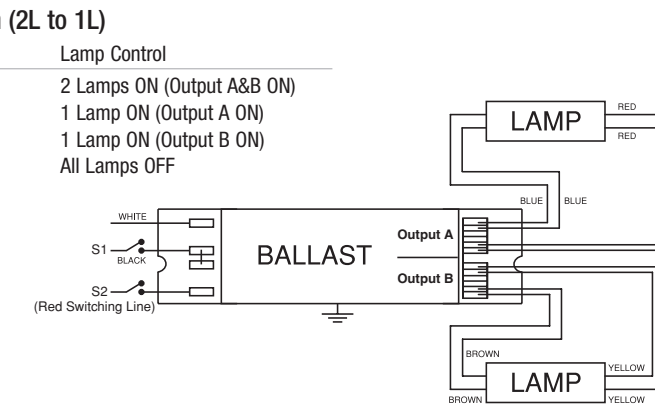 (2L to 1L)
Lamp Control
2 Lamps ON (Output A&B ON)
1 Lamp ON (Output A ON)
1 Lamp ON (Output B ON)
All Lamps OFF
LAMP
RED
RED
BLUE
BLUE
WHITE
S1
BLACK
S2
(Red Switching Line)
BALLAST
Output A
Output B
BROWN
BROWN
LAMP
YELLOW
YELLOW